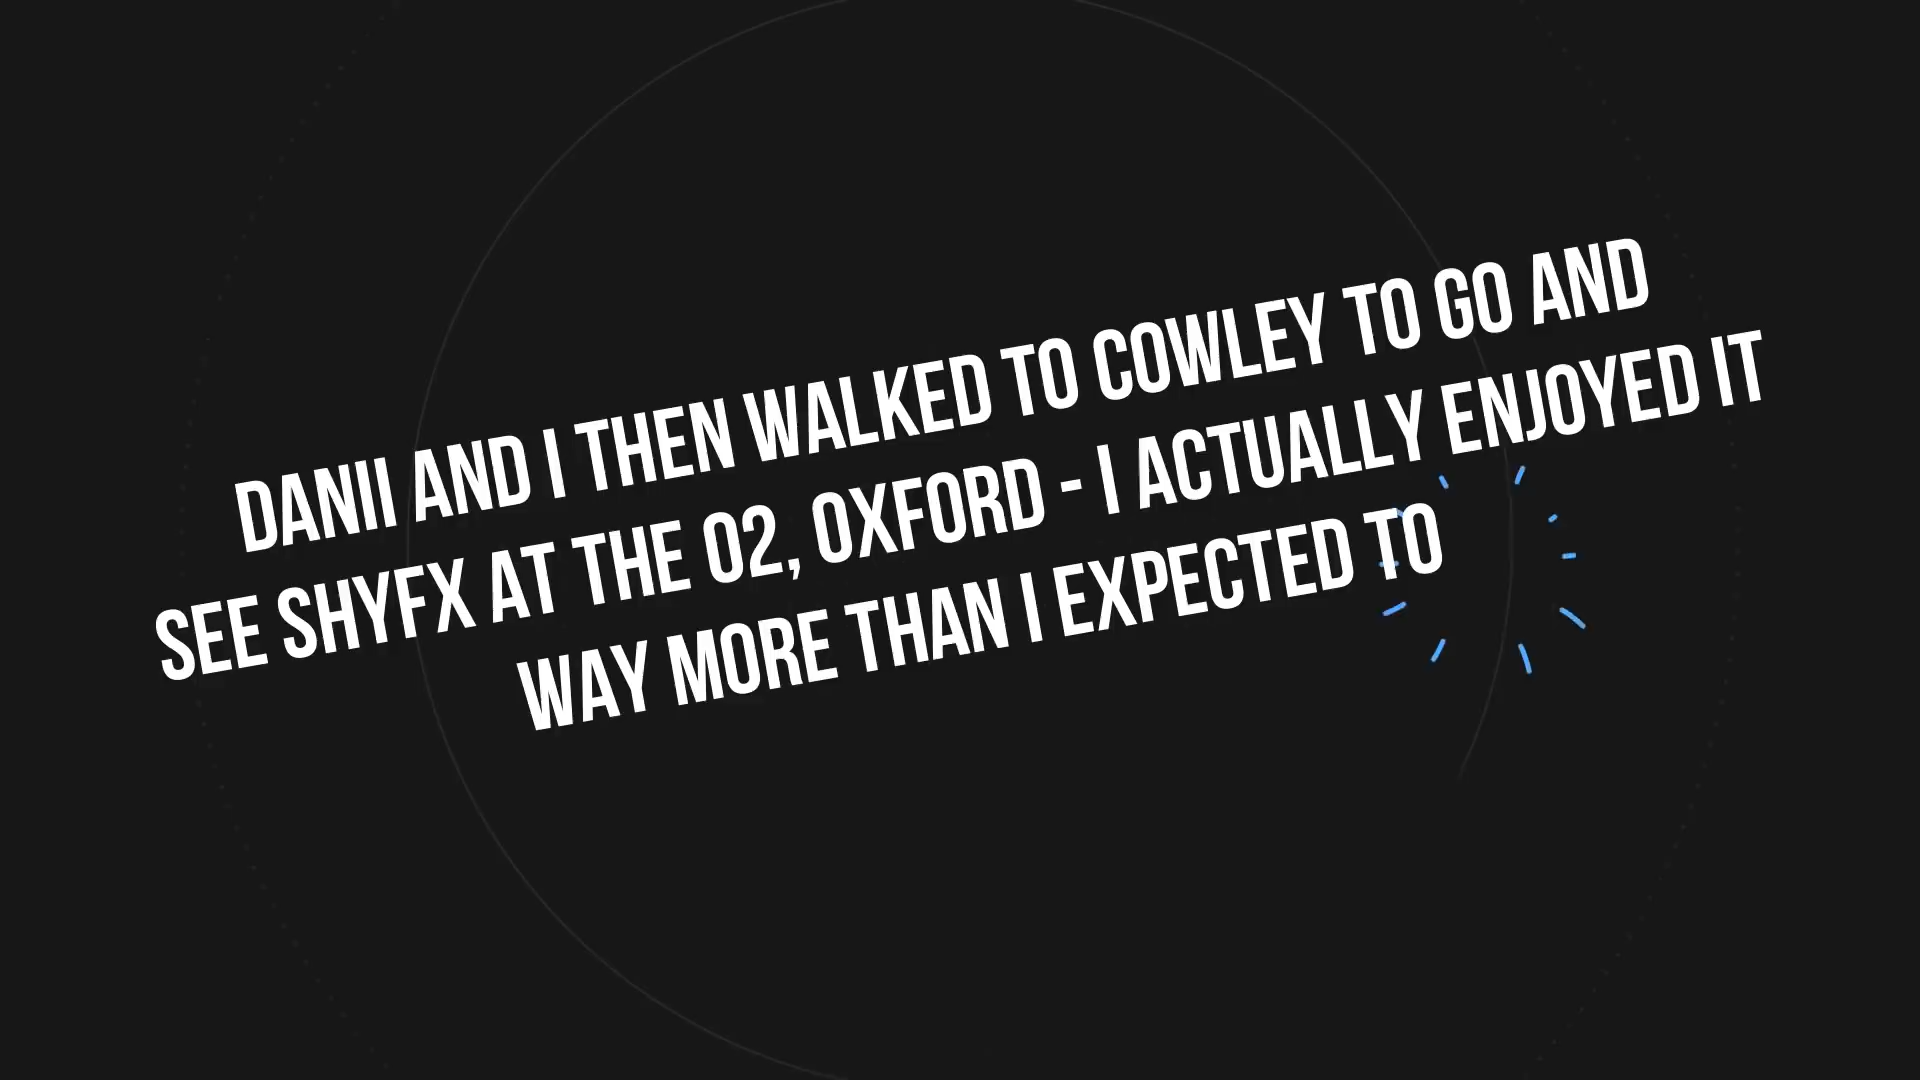 DANII AND I THEN WALKED TO COWLEY TO GO AND
SEE SHYFX AT THE O2, OXFORD - I ACTUALLY ENJOYED IT
WAY MORE THAN I EXPECTED TO